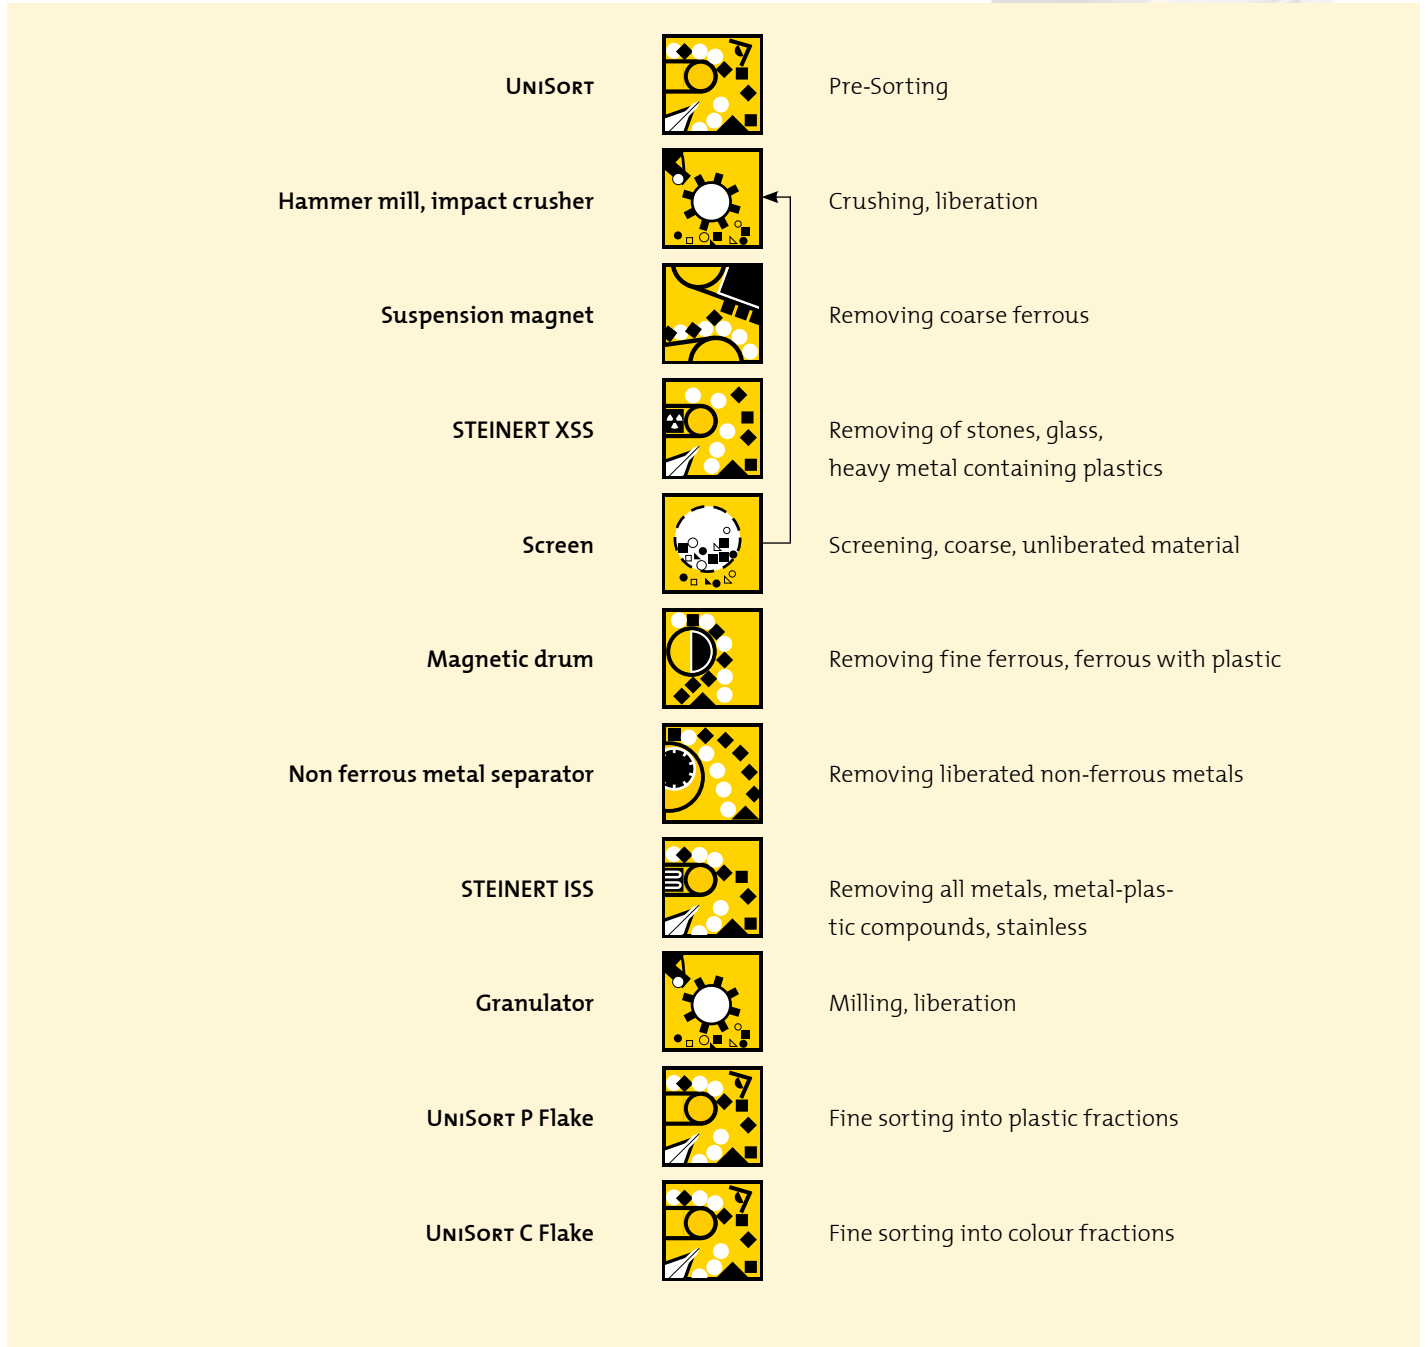 UniSort
Pre-Sorting
Hammer mill, impact crusher
Crushing, liberation
Suspension magnet
Removing coarse ferrous
STEINERT XSS
Removing of stones, glass,
heavy metal containing plastics
Screen
Screening, coarse, unliberated material
Magnetic drum
Removing fine ferrous, ferrous with plastic
Non ferrous metal separator
Removing liberated non-ferrous metals
STEINERT ISS
Removing all metals, metal-plas-
tic compounds, stainless
Granulator
Milling, liberation
UniSort P Flake
Fine sorting into plastic fractions
UniSort C Flake
Fine sorting into colour fractions